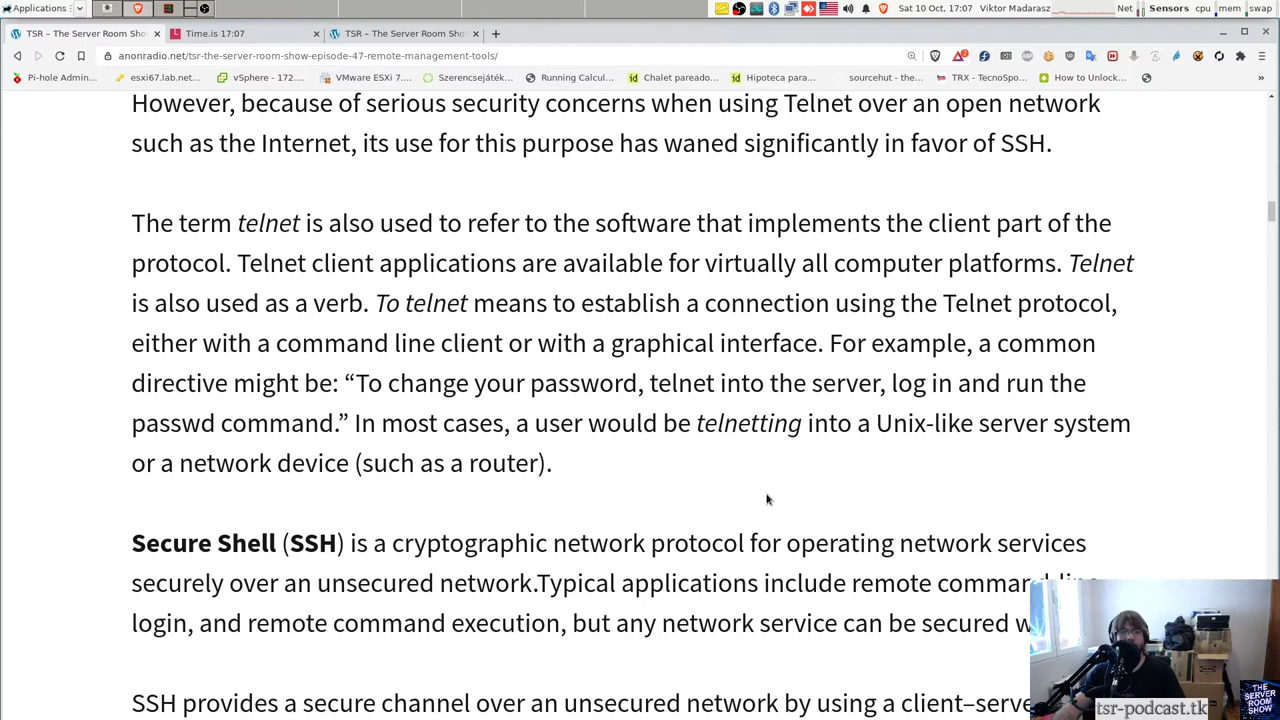 Applications
Sat 10 Oct, 17:07 Viktor Madarasz Net Sensors cpu mem swap
TSR – The Server Room Sho × Time.is 17:07 × TSR – The Server Room Sho × +
anonradio.net/tsr-the-server-room-show-episode-47-remote-management-tools/
Pi-hole Admin... esxi67.lab.net... vSphere - 172.... VMware ESXi 7.... Szerencsejáték... Running Calcul... Chalet pareado... Hipoteca para... sourcehut - the... TRX - TecnoSpo... How to Unlock...
However, because of serious security concerns when using Telnet over an open network
such as the Internet, its use for this purpose has waned significantly in favor of SSH.
The term telnet is also used to refer to the software that implements the client part of the
protocol. Telnet client applications are available for virtually all computer platforms. Telnet
is also used as a verb. To telnet means to establish a connection using the Telnet protocol,
either with a command line client or with a graphical interface. For example, a common
directive might be: “To change your password, telnet into the server, log in and run the
passwd command.” In most cases, a user would be telnetting into a Unix-like server system
or a network device (such as a router).
Secure Shell (SSH) is a cryptographic network protocol for operating network services
securely over an unsecured network.Typical applications include remote command-line
login, and remote command execution, but any network service can be secured
SSH provides a secure channel over an unsecured network by using a client–serve
tsr-podcast.tk
THE
SERVER
ROOM
SHOW